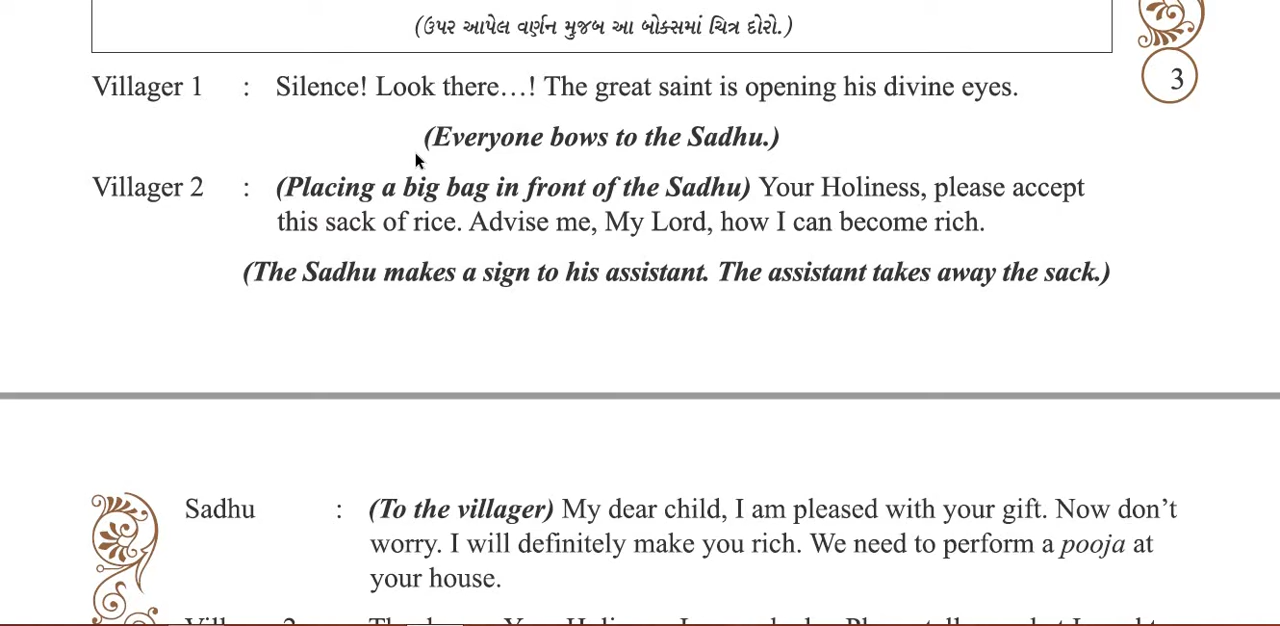 (ઉપર આપેલ વર્ણન મુજબ આ બોક્સમાં ચિત્ર દોરો.)
3
Villager 1 : Silence! Look there…! The great saint is opening his divine eyes.
(Everyone bows to the Sadhu.)
Villager 2 : (Placing a big bag in front of the Sadhu) Your Holiness, please accept
this sack of rice. Advise me, My Lord, how I can become rich.
(The Sadhu makes a sign to his assistant. The assistant takes away the sack.)
Sadhu : (To the villager) My dear child, I am pleased with your gift. Now don’t
worry. I will definitely make you rich. We need to perform a pooja at
your house.